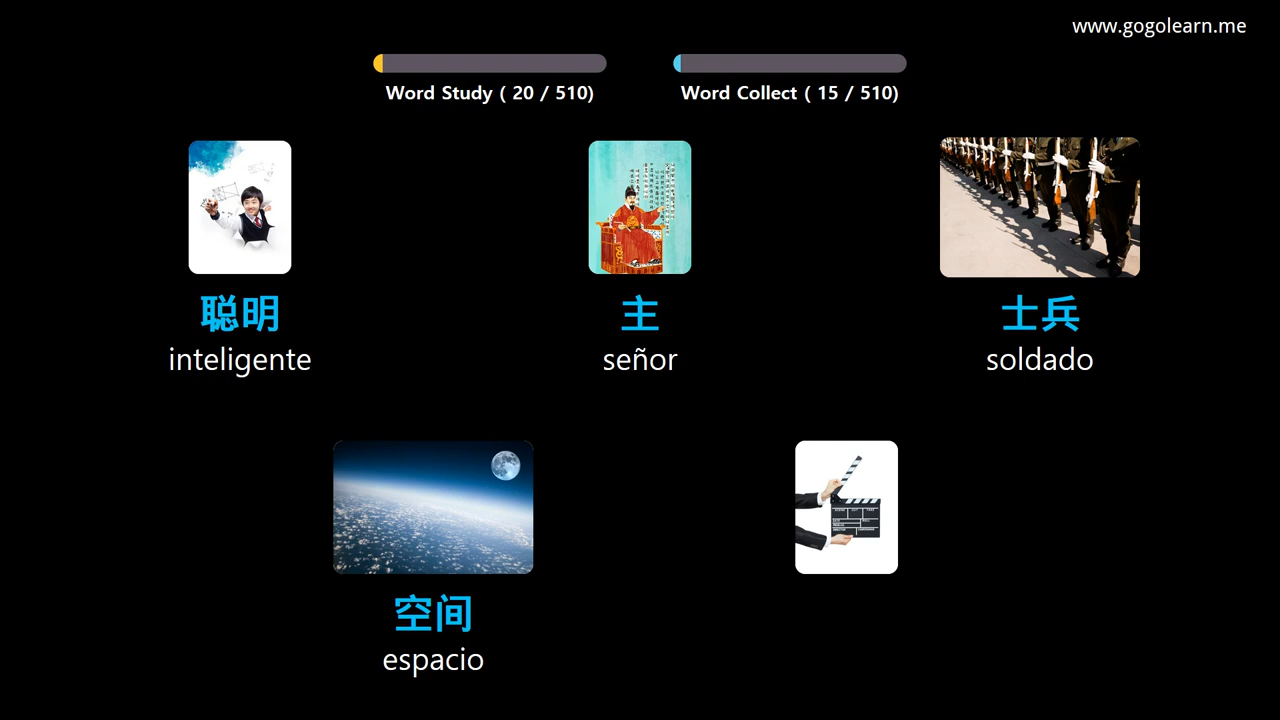 www.gogolearn.me
Word Study ( 20 / 510)
Word Collect ( 15 / 510)
聪明
inteligente
主
señor
士兵
soldado
空间
espacio